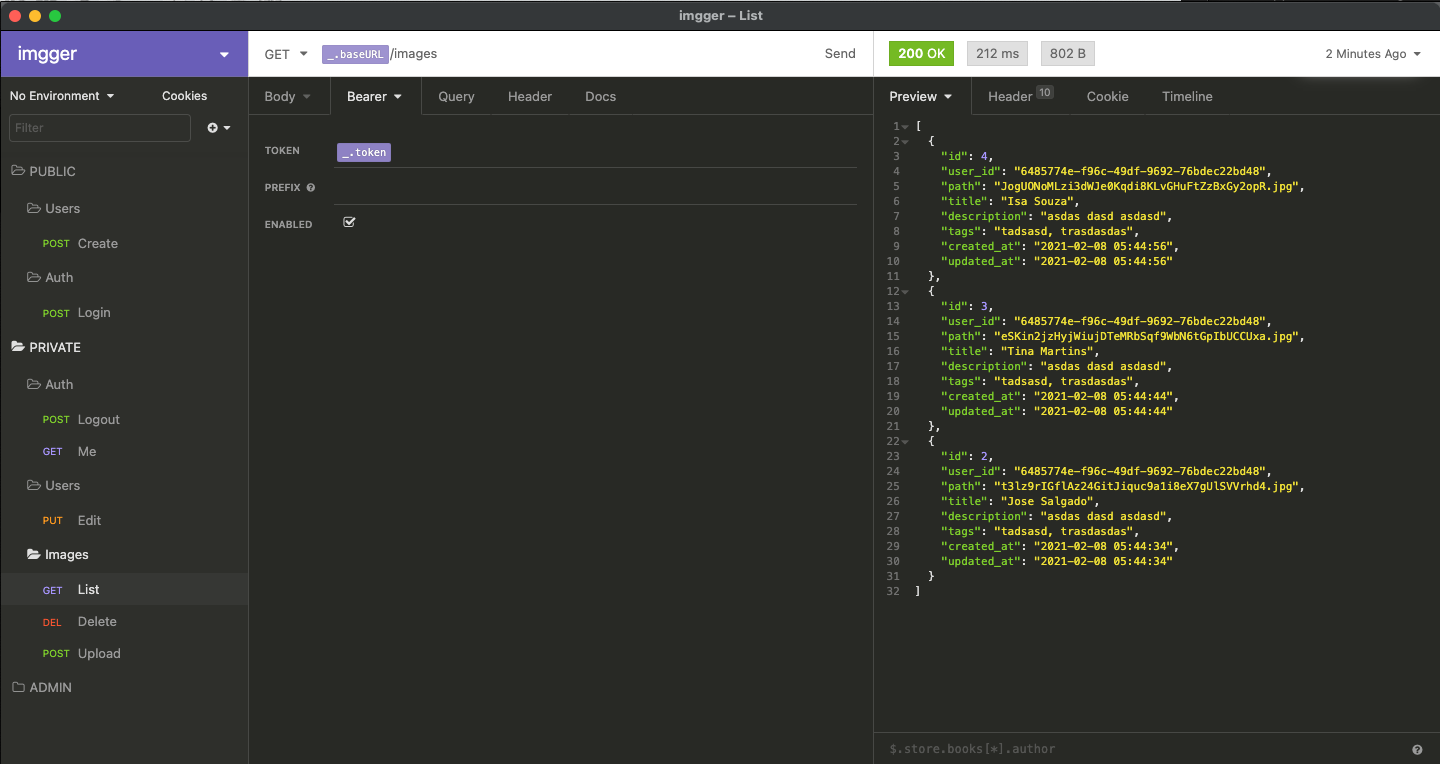 imgger – List
imgger
GET
_.baseURL/images
Send
200 OK
212 ms
802 B
2 Minutes Ago
No Environment
Cookies
Filter
PUBLIC
Users
POST Create
Auth
POST Login
PRIVATE
Auth
POST Logout
GET Me
Users
PUT Edit
Images
GET List
DEL Delete
POST Upload
ADMIN
Body
Bearer
Query
Header
Docs
TOKEN
_.token
PREFIX
ENABLED
Preview
Header 10
Cookie
Timeline
1 [
2 {
3 "id": 4,
4 "user_id": "6485774e-f96c-49df-9692-76bdec22bd48",
5 "path": "JogUONoMLzi3dWJe0Kqdi8KLvGHuFtZzBxGy2opR.jpg",
6 "title": "Isa Souza",
7 "description": "asdas dasd asdasd",
8 "tags": "tadsasd, trasdasdas",
9 "created_at": "2021-02-08 05:44:56",
10 "updated_at": "2021-02-08 05:44:56"
11 },
12 {
13 "id": 3,
14 "user_id": "6485774e-f96c-49df-9692-76bdec22bd48",
15 "path": "eSKin2jzHyjWiujDTeMRbSqf9WbN6tGpIbUCCUxa.jpg",
16 "title": "Tina Martins",
17 "description": "asdas dasd asdasd",
18 "tags": "tadsasd, trasdasdas",
19 "created_at": "2021-02-08 05:44:44",
20 "updated_at": "2021-02-08 05:44:44"
21 },
22 {
23 "id": 2,
24 "user_id": "6485774e-f96c-49df-9692-76bdec22bd48",
25 "path": "t3lz9rIGflAz24GitJiquc9a1i8eX7gUlSVVrhd4.jpg",
26 "title": "Jose Salgado",
27 "description": "asdas dasd asdasd",
28 "tags": "tadsasd, trasdasdas",
29 "created_at": "2021-02-08 05:44:34",
30 "updated_at": "2021-02-08 05:44:34"
31 }
32 ]
$.store.books[*].author